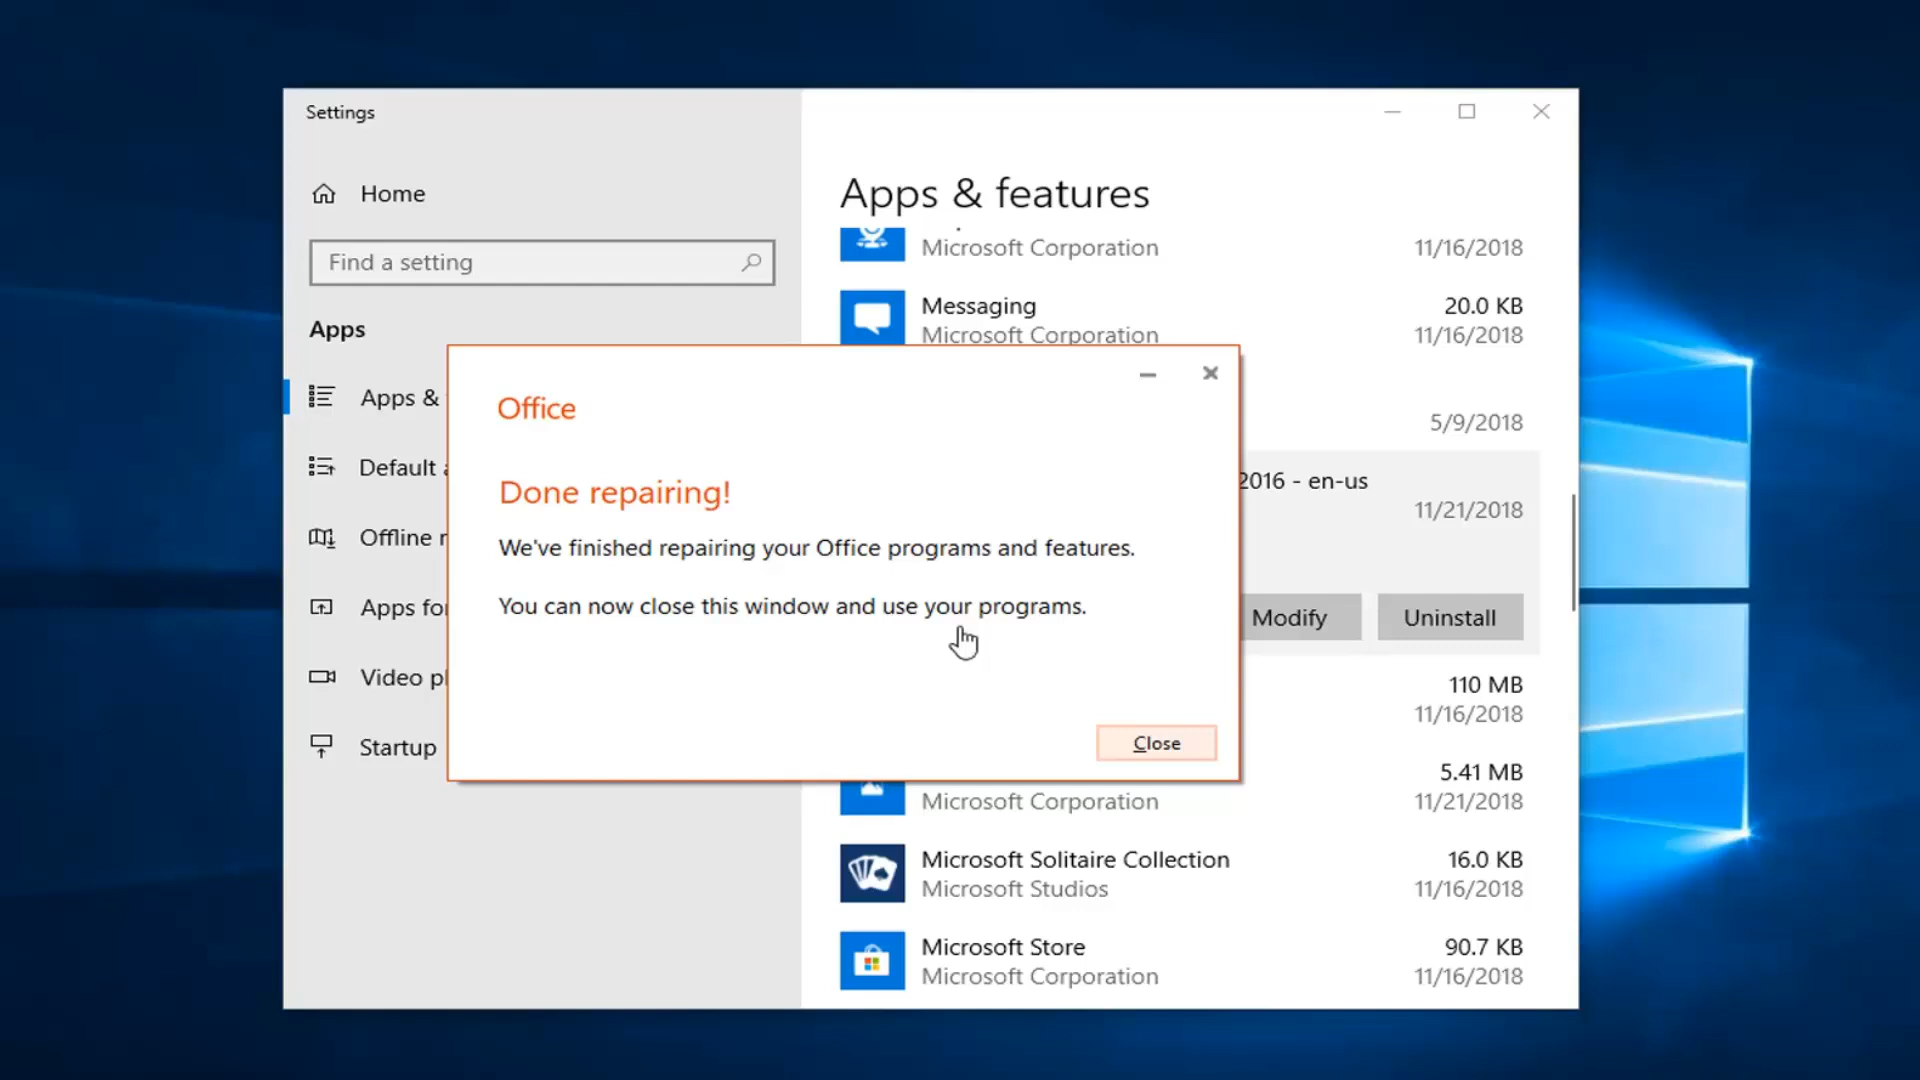 Settings
Home
Find a setting
Apps
Apps &
Default
Offline
Apps
Video
Startup
Apps & features
Microsoft Corporation
11/16/2018
Messaging
20.0 KB
Microsoft Corporation
11/16/2018
5/9/2018
2016 - en-us
11/21/2018
Modify
Uninstall
Office
Done repairing!
We've finished repairing your Office programs and features.
You can now close this window and use your programs.
Close
110 MB
11/16/2018
5.41 MB
Microsoft Corporation
11/21/2018
Microsoft Solitaire Collection
16.0 KB
Microsoft Studios
11/16/2018
Microsoft Store
90.7 KB
Microsoft Corporation
11/16/2018